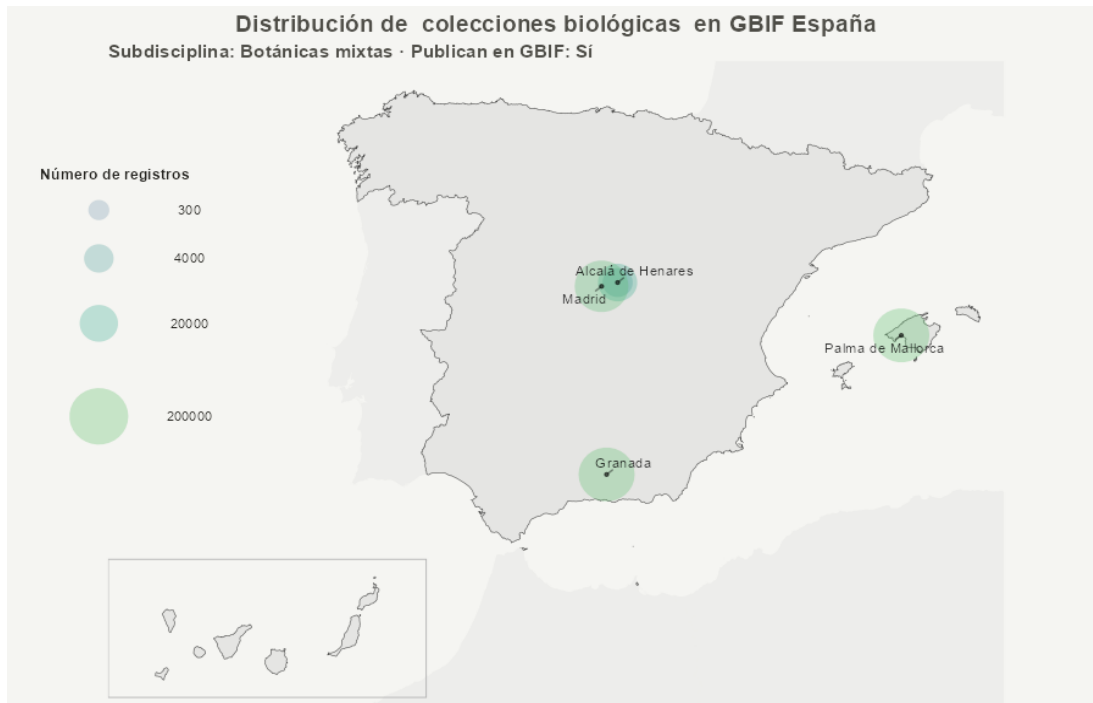 Distribución de colecciones biológicas en GBIF España
Subdisciplina: Botánicas mixtas · Publican en GBIF: Sí
Número de registros
300
4000
20000
200000
Alcalá de Henares
Madrid
Palma de Mallorca
Granada